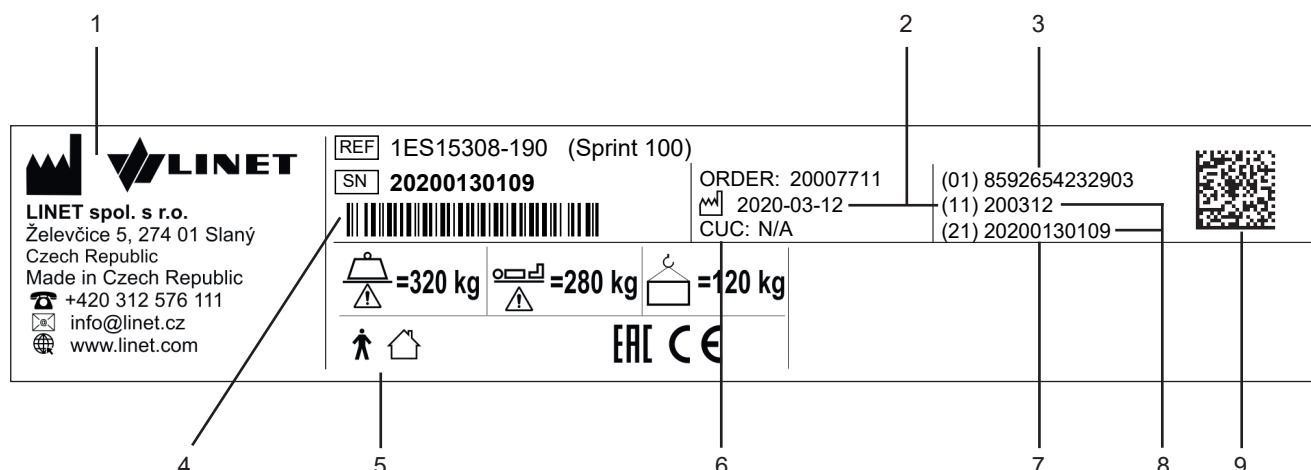 1 2 3
LINET
LINET spol. s r.o.
Želevčice 5, 274 01 Slaný
Czech Republic
Made in Czech Republic
+420 312 576 111
info@linet.cz
www.linet.com
REF 1ES15308-190 (Sprint 100)
SN 20200130109
ORDER: 20007711
2020-03-12
CUC: N/A
(01) 8592654232903
(11) 200312
(21) 20200130109
=320 kg =280 kg =120 kg
EAC CE
4 5 6 7 8 9